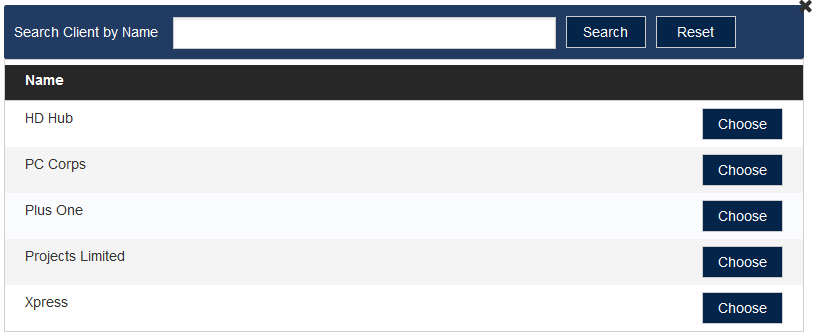 Search Client by Name Search Reset
Name
HD Hub Choose
PC Corps Choose
Plus One Choose
Projects Limited Choose
Xpress Choose